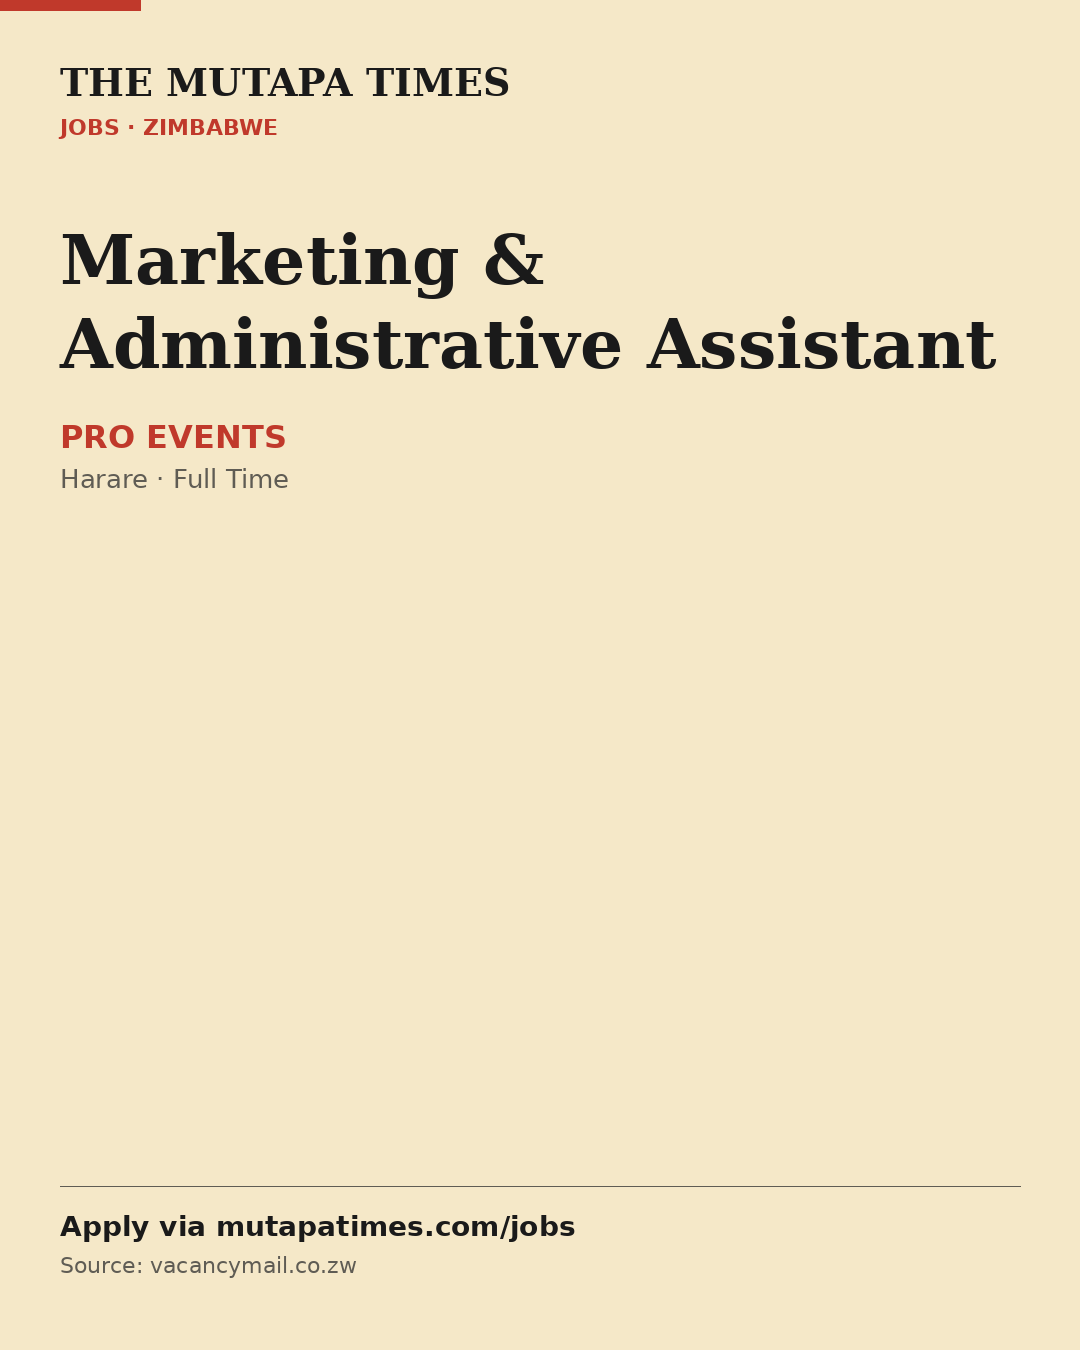 THE MUTAPA TIMES
JOBS · ZIMBABWE
Marketing &
Administrative Assistant
PRO EVENTS
Harare · Full Time
Apply via mutapatimes.com/jobs
Source: vacancymail.co.zw